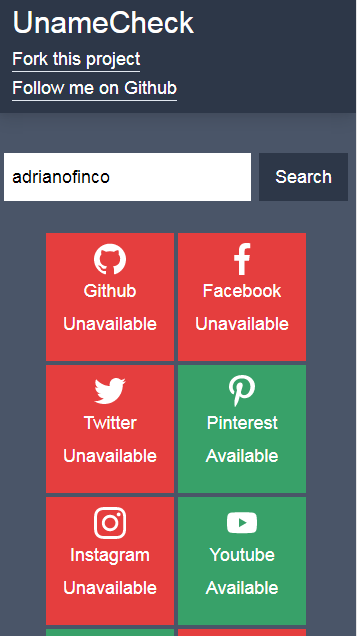 UnameCheck
Fork this project
Follow me on Github
adrianofinco
Search
Github
Unavailable
Facebook
Unavailable
Twitter
Unavailable
Pinterest
Available
Instagram
Unavailable
Youtube
Available